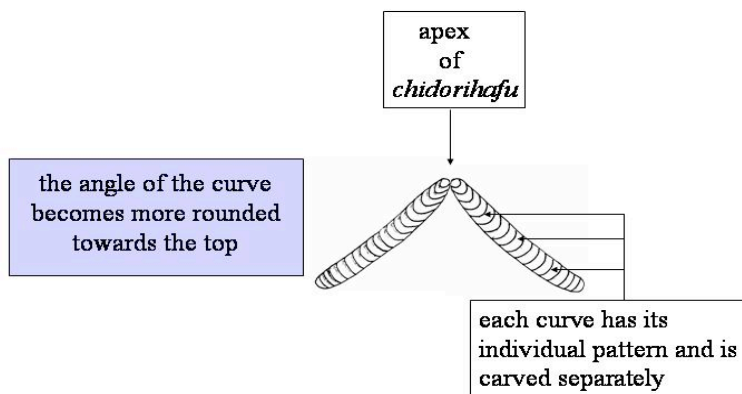 apex
of
chidorihafu
the angle of the curve
becomes more rounded
towards the top
each curve has its
individual pattern and is
carved separately